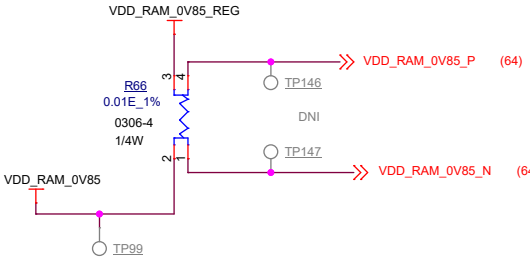 VDD_RAM_0V85_REG
3 4
VDD_RAM_0V85_P (64)
R66
TP146
0.01E_1%
0306-4
DNI
1/4W
TP147
2 1
VDD_RAM_0V85_N (64
VDD_RAM_0V85
TP99